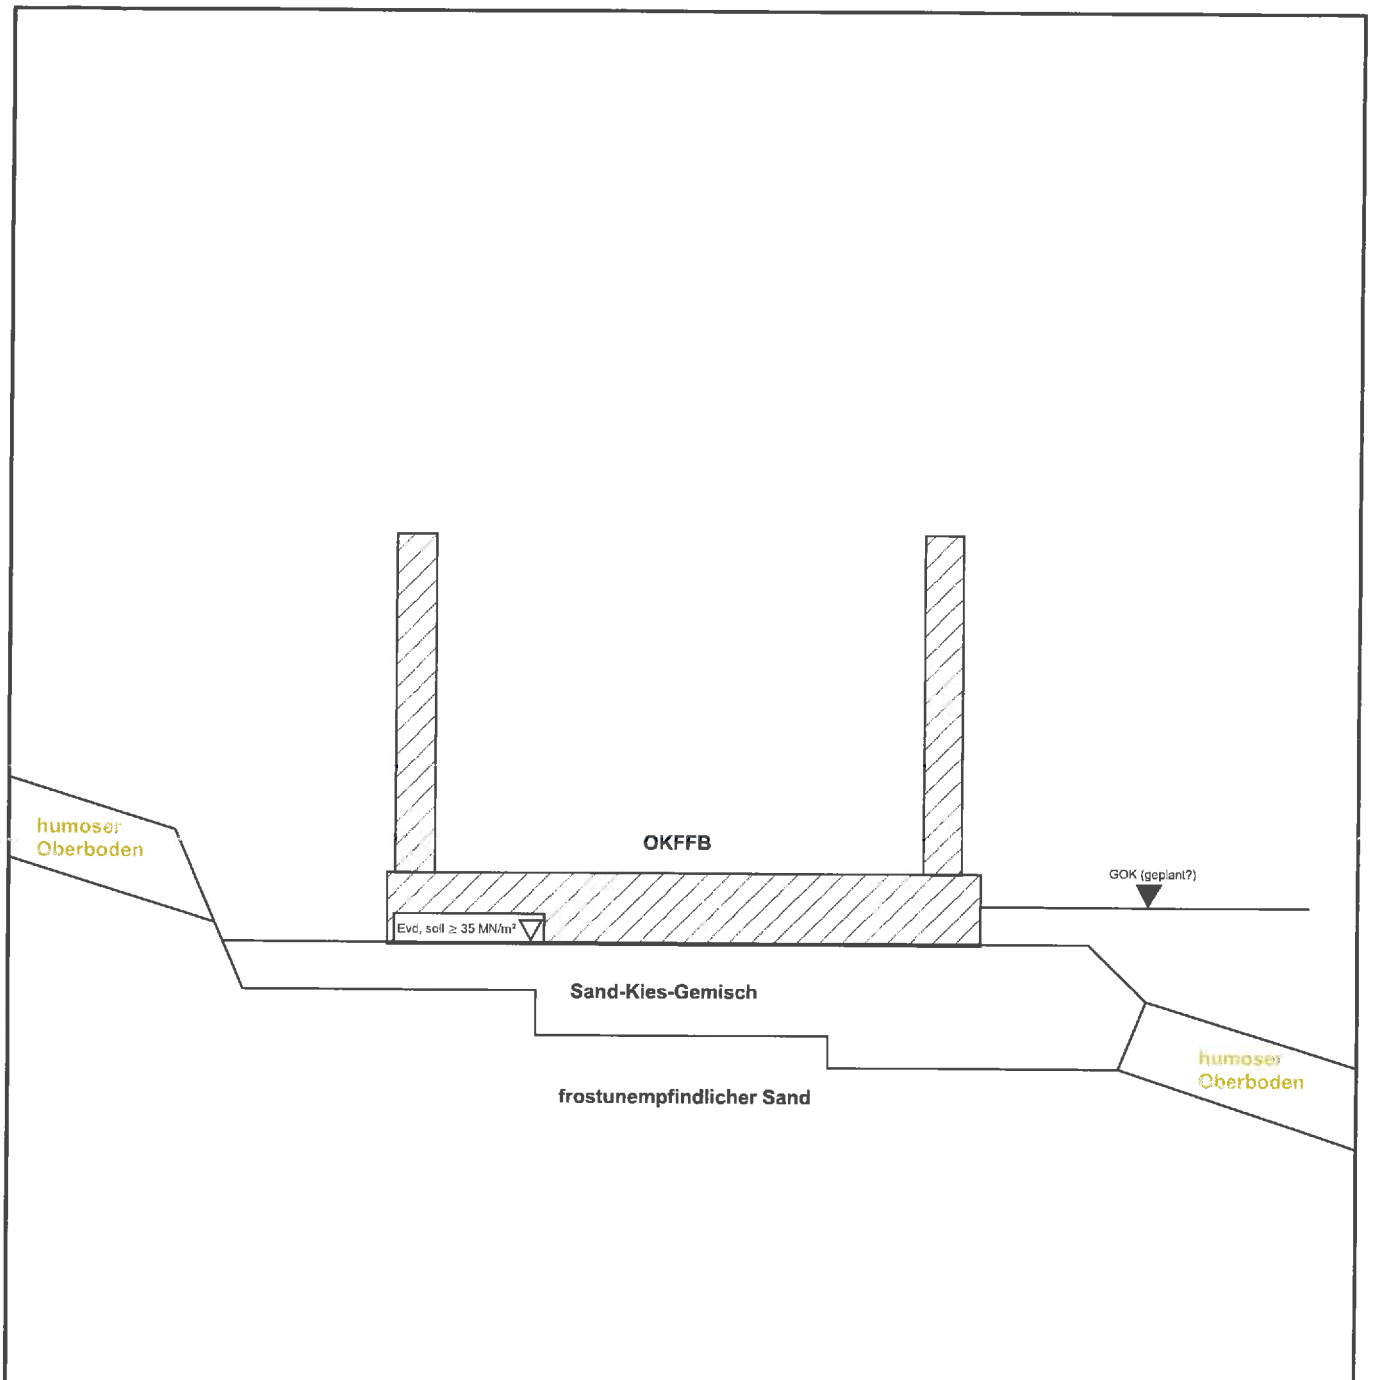 humoser
Oberboden
OKFFB
GOK (geplant?)
Evd, soll ≥ 35 MN/m²
Sand-Kies-Gemisch
humoser
Oberboden
frostunempfindlicher Sand